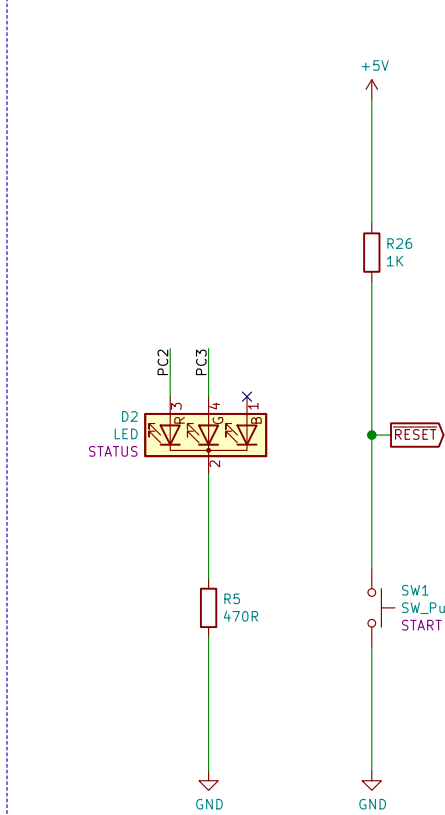 +5V
R26
1K
PC2
PC3
3
4
1
R
G
B
D2
LED
STATUS
2
RESET
R5
470R
SW1
SW_Pu
START
GND
GND